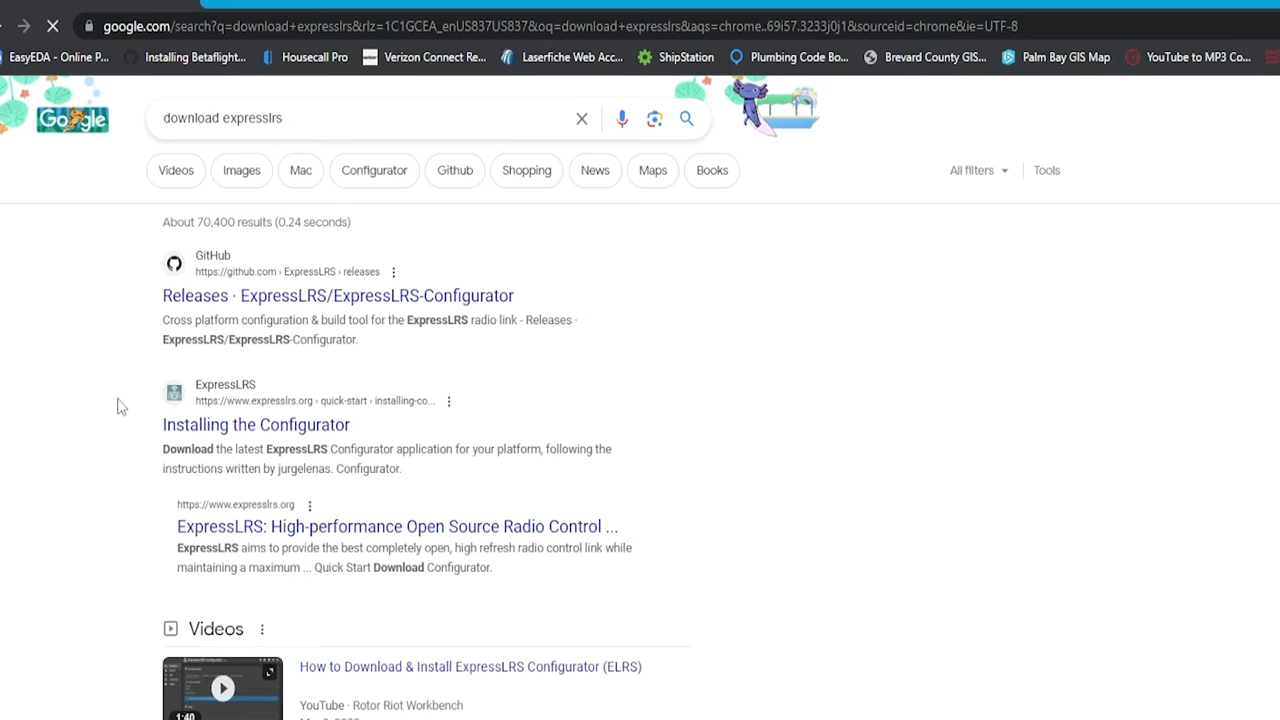 google.com/search?q=download+expresslrs&rlz=1C1GCEA_enUS837US837&oq=download+expresslrs&aqs=chrome..69i57.3233j0j1&sourceid=chrome&ie=UTF-8
EasyEDA - Online P... Installing Betaflight... Housecall Pro Verizon Connect Re... Laserfiche Web Acc... ShipStation Plumbing Code Bo... Brevard County GIS... Palm Bay GIS Map YouTube to MP3 Co...
Google download expresslrs
Videos Images Mac Configurator Github Shopping News Maps Books All filters Tools
About 70,400 results (0.24 seconds)
GitHub
https://github.com › ExpressLRS › releases
Releases · ExpressLRS/ExpressLRS-Configurator
Cross platform configuration & build tool for the ExpressLRS radio link - Releases ·
ExpressLRS/ExpressLRS-Configurator.
ExpressLRS
https://www.expresslrs.org › quick-start › installing-co...
Installing the Configurator
Download the latest ExpressLRS Configurator application for your platform, following the
instructions written by jurgelenas. Configurator.
https://www.expresslrs.org
ExpressLRS: High-performance Open Source Radio Control ...
ExpressLRS aims to provide the best completely open, high refresh radio control link while
maintaining a maximum ... Quick Start Download Configurator.
Videos
How to Download & Install ExpressLRS Configurator (ELRS)
YouTube · Rotor Riot Workbench
1:40